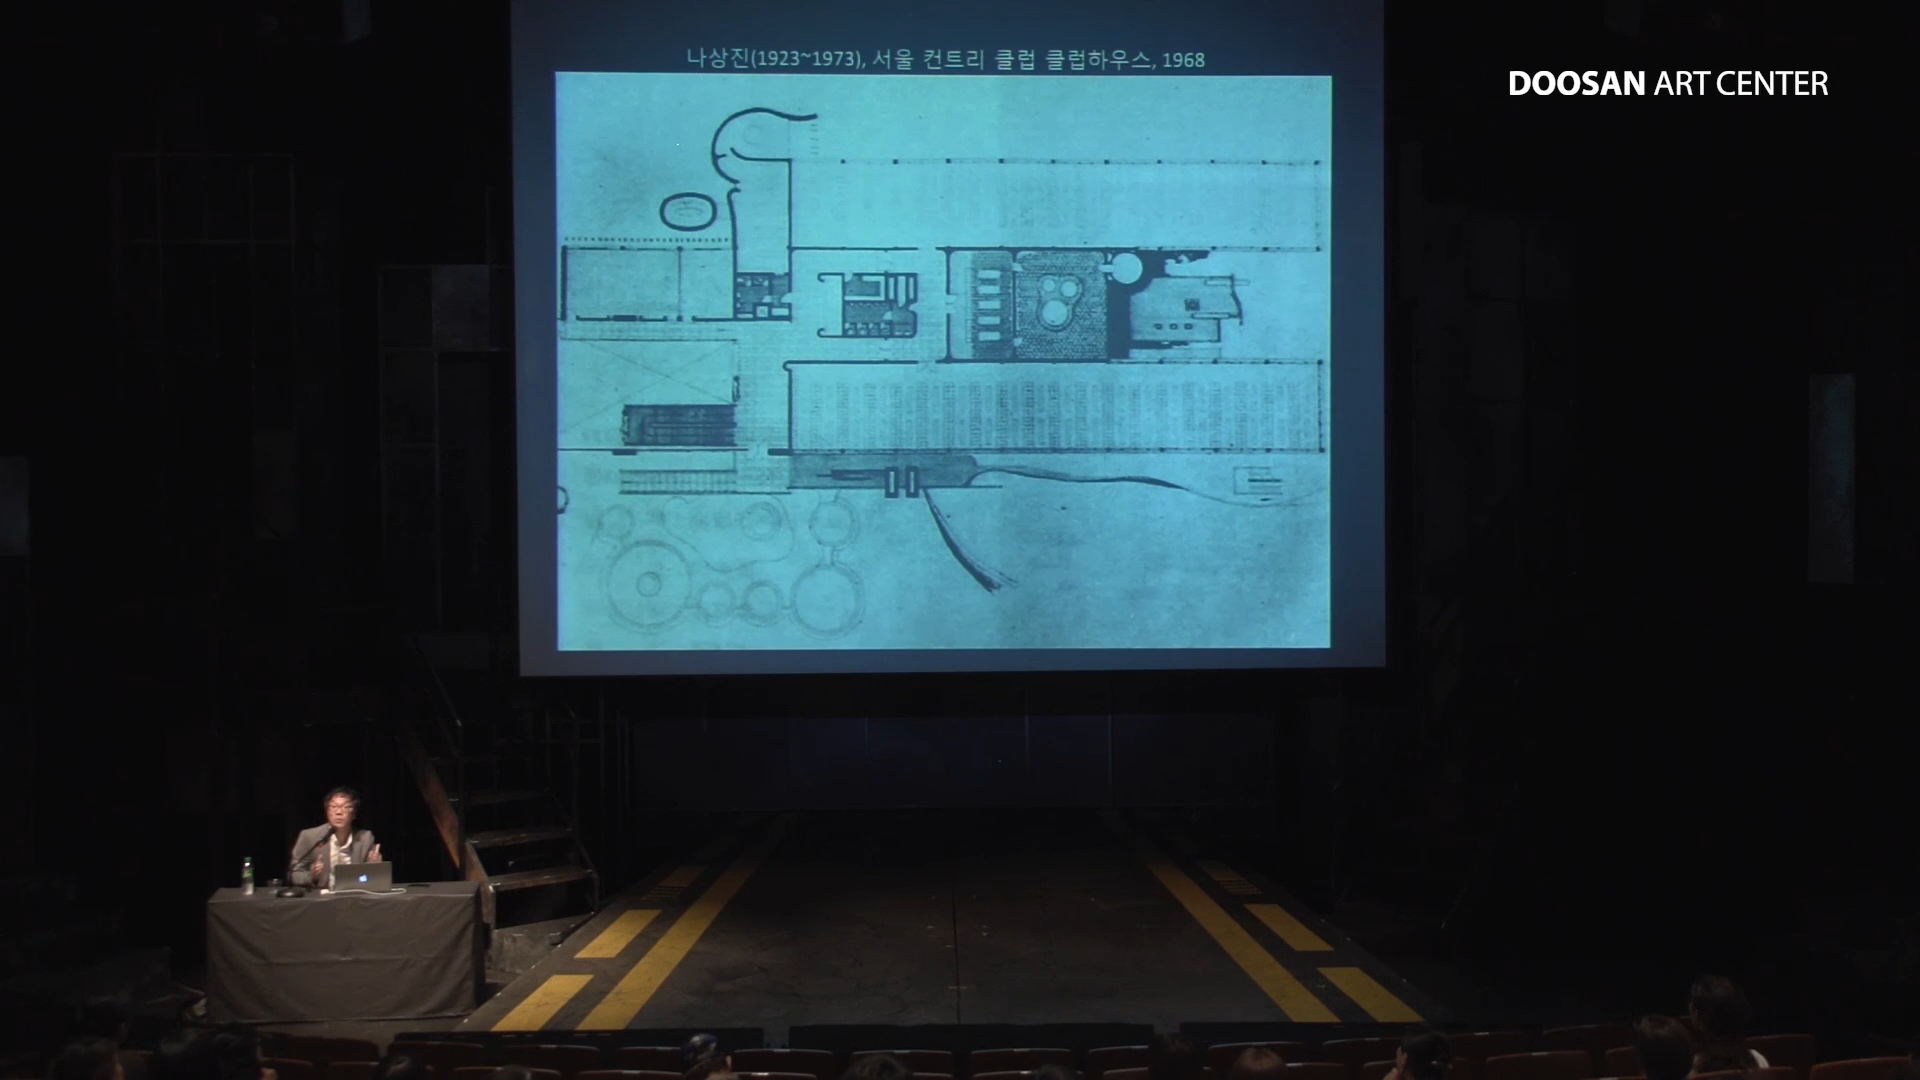 나상진(1923~1973), 서울 컨트리 클럽 클럽하우스, 1968
DOOSAN ART CENTER